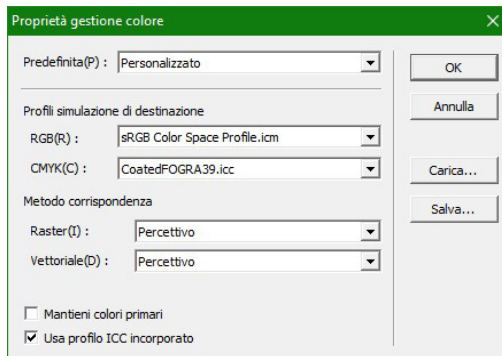 Proprietà gestione colore
Predefinita(P) : Personalizzato
OK
Annulla
Profili simulazione di destinazione
RGB(R) : sRGB Color Space Profile.icm
CMYK(C) : CoatedFOGRA39.icc
Carica...
Metodo corrispondenza
Salva...
Raster(I) : Percettivo
Vettoriale(D) : Percettivo
Mantieni colori primari
Usa profilo ICC incorporato